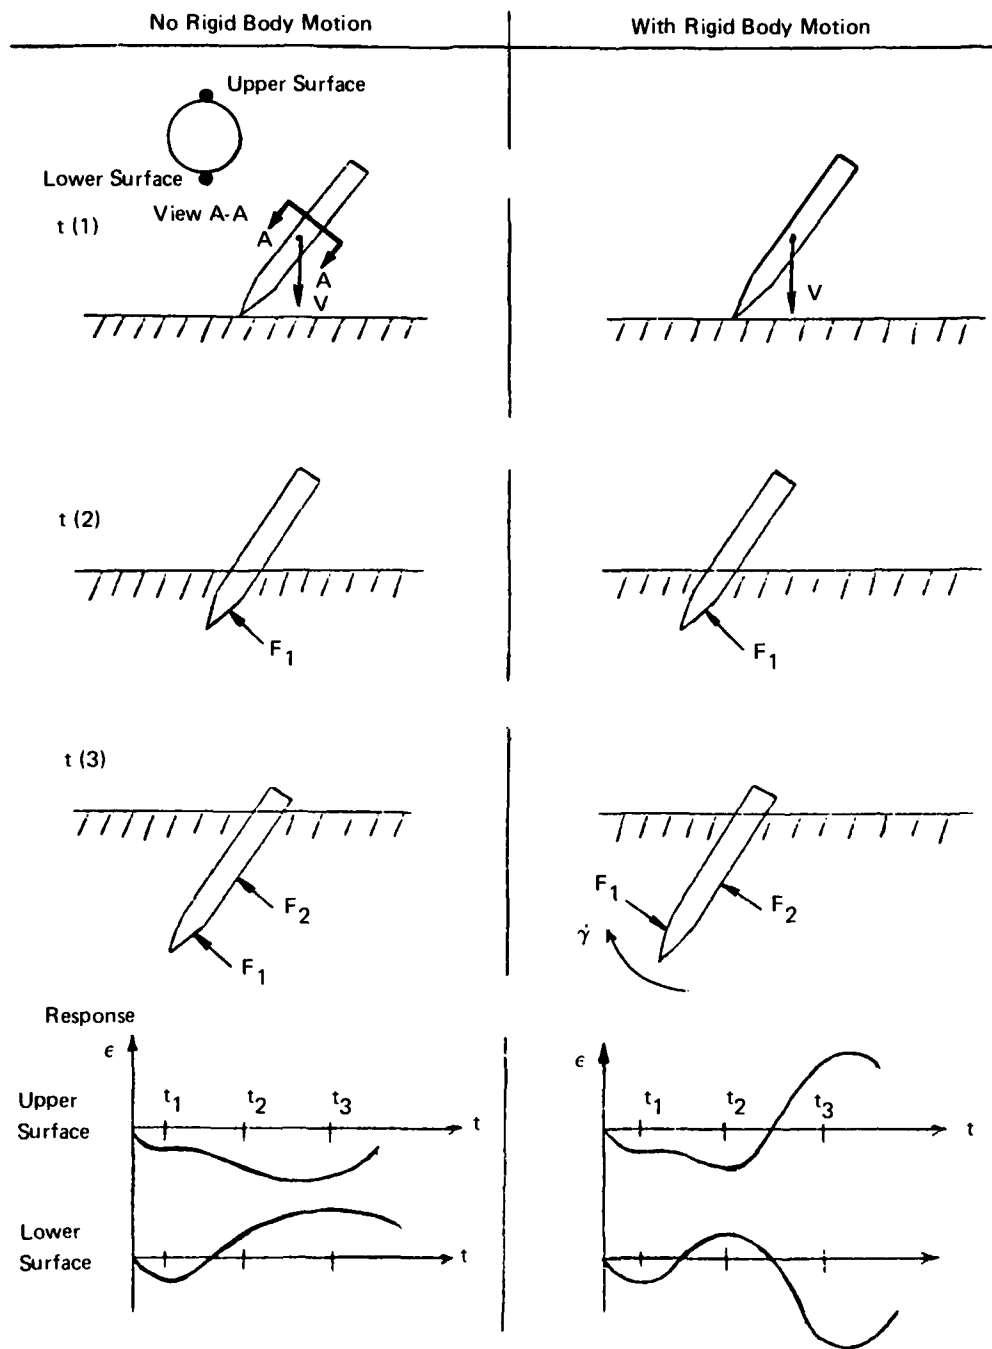 No Rigid Body Motion
With Rigid Body Motion
Upper Surface
Lower Surface
View A-A
t (1)
A
A
V
V
t (2)
F1
F1
t (3)
F2
F1
F1
F2
γ̇
Response
ϵ
Upper
Surface
t1 t2 t3
t
Lower
Surface
t
ϵ
t1 t2 t3
t